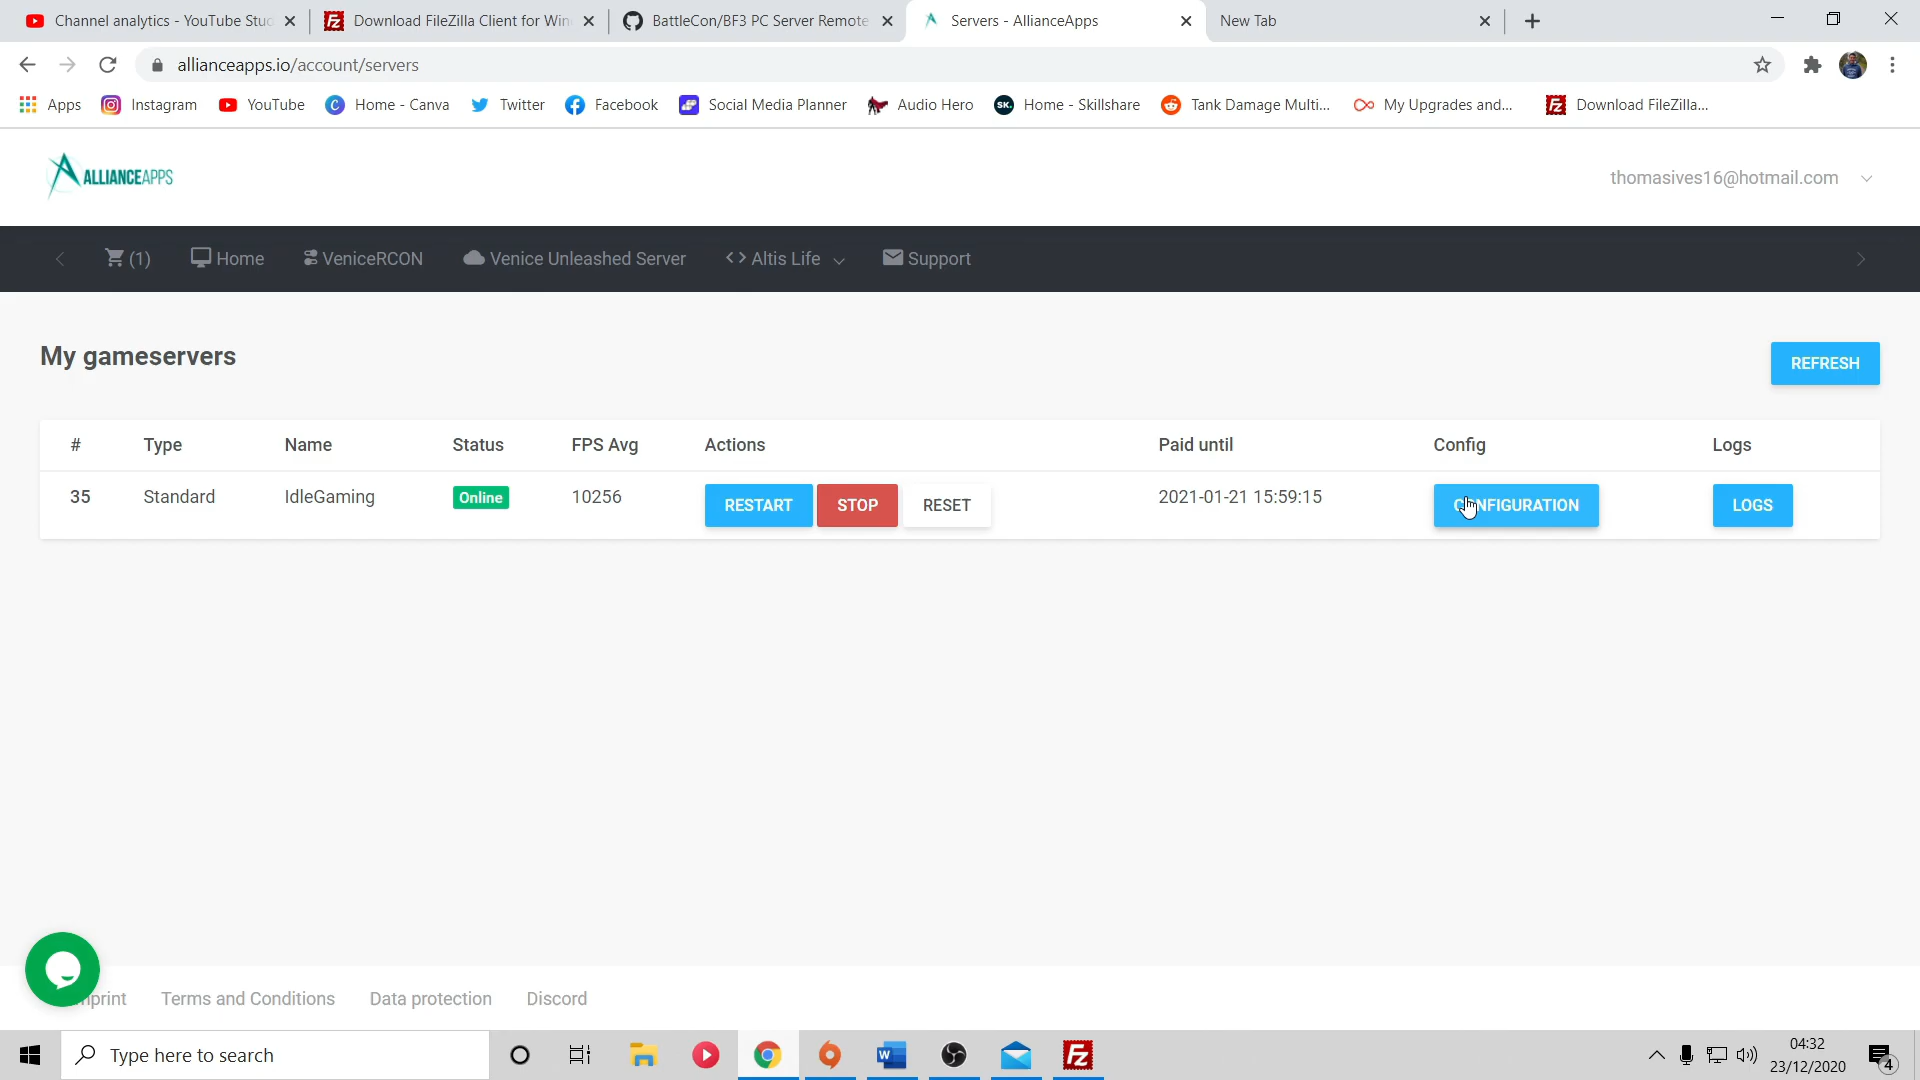 Channel analytics - YouTube Stud
Download FileZilla Client for Win
BattleCon/BF3 PC Server Remote
Servers - AllianceApps
New Tab
allianceapps.io/account/servers
Apps
Instagram
YouTube
Home - Canva
Twitter
Facebook
Social Media Planner
Audio Hero
SK.
Home - Skillshare
Tank Damage Multi...
My Upgrades and...
Download FileZilla...
ALLIANCEAPPS
thomasives16@hotmail.com
(1)
Home
VeniceRCON
Venice Unleashed Server
Altis Life
Support
My gameservers
REFRESH
# Type Name Status FPS Avg Actions Paid until Config Logs
35 Standard IdleGaming Online 10256 RESTART STOP RESET 2021-01-21 15:59:15 CONFIGURATION LOGS
Terms and Conditions
Data protection
Discord
Type here to search
04:32
23/12/2020
4